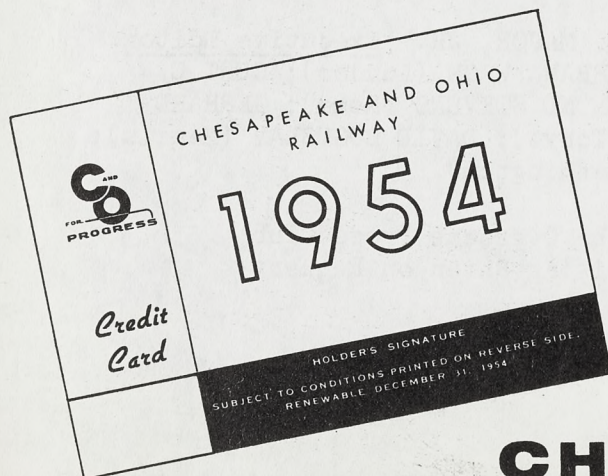 CHESAPEAKE AND OHIO
RAILWAY
1954
C AND O
FOR
PROGRESS
Credit
Card
HOLDER'S SIGNATURE
SUBJECT TO CONDITIONS PRINTED ON REVERSE SIDE.
RENEWABLE DECEMBER 31, 1954
CH